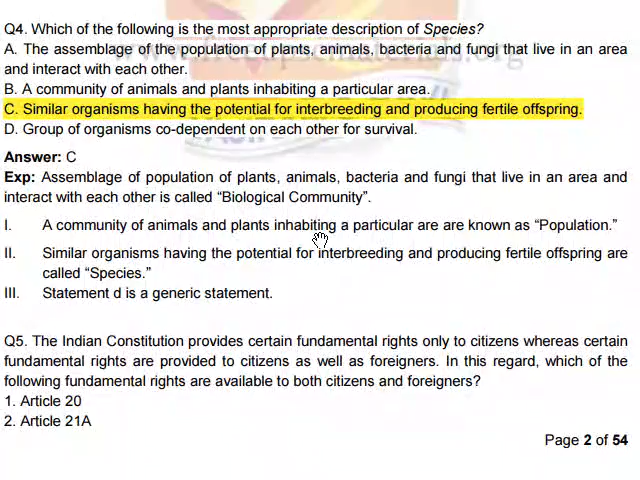 Q4. Which of the following is the most appropriate description of Species?
A. The assemblage of the population of plants, animals, bacteria and fungi that live in an area
and interact with each other.
B. A community of animals and plants inhabiting a particular area.
C. Similar organisms having the potential for interbreeding and producing fertile offspring.
D. Group of organisms co-dependent on each other for survival.
Answer: C
Exp: Assemblage of population of plants, animals, bacteria and fungi that live in an area and
interact with each other is called “Biological Community”.
I. A community of animals and plants inhabiting a particular are are known as “Population.”
II. Similar organisms having the potential for interbreeding and producing fertile offspring are
called “Species.”
III. Statement d is a generic statement.
Q5. The Indian Constitution provides certain fundamental rights only to citizens whereas certain
fundamental rights are provided to citizens as well as foreigners. In this regard, which of the
following fundamental rights are available to both citizens and foreigners?
1. Article 20
2. Article 21A
Page 2 of 54